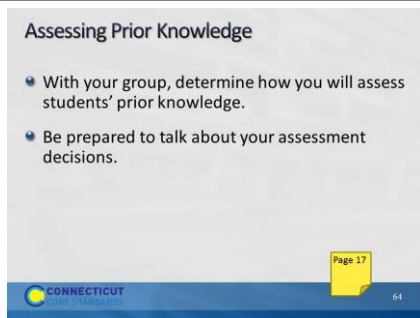 Assessing Prior Knowledge
With your group, determine how you will assess
students' prior knowledge.
Be prepared to talk about your assessment
decisions.
Page 17
CONNECTICUT
CORE STANDARDS
64